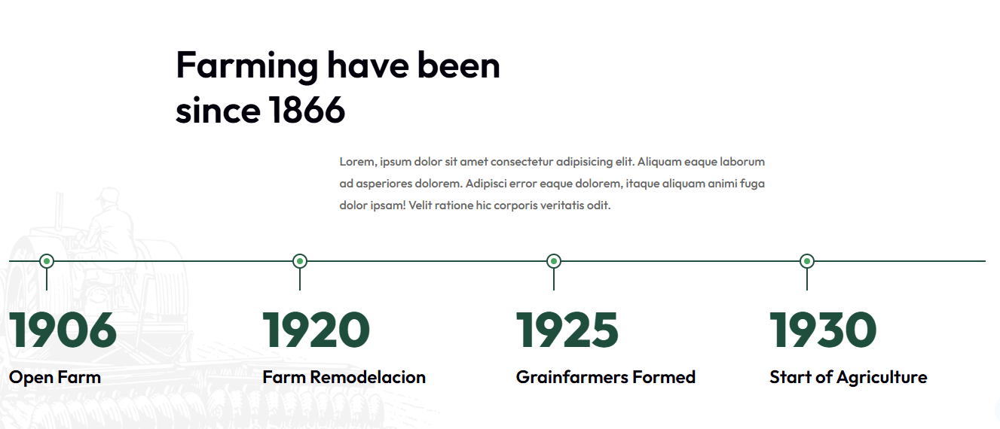 Farming have been
since 1866
Lorem, ipsum dolor sit amet consectetur adipisicing elit. Aliquam eaque laborum
ad asperiores dolorem. Adipisci error eaque dolorem, itaque aliquam animi fuga
dolor ipsam! Velit ratione hic corporis veritatis odit.
1906
1920
1925
1930
Open Farm
Farm Remodelacion
Grainfarmers Formed
Start of Agriculture